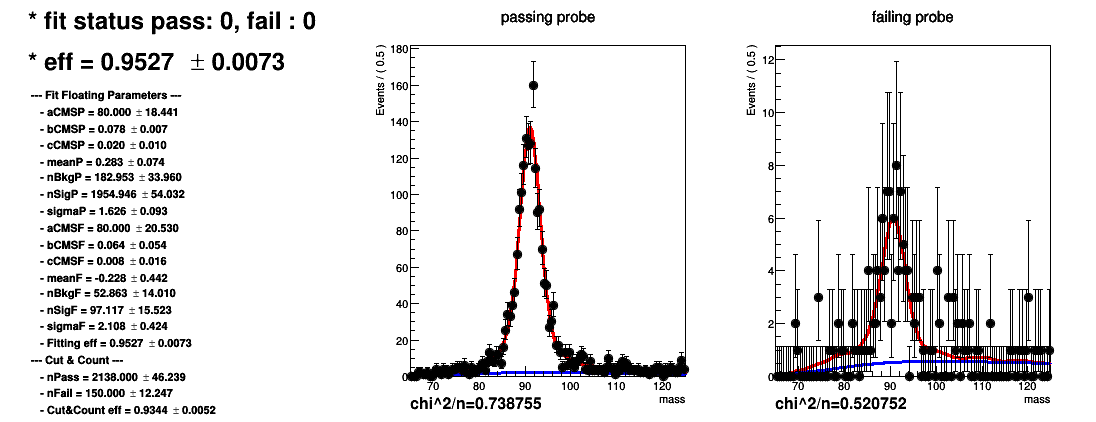 * fit status pass: 0, fail : 0
* eff = 0.9527 ± 0.0073
--- Fit Floating Parameters ---
- aCMSP = 80.000 ± 18.441
- bCMSP = 0.078 ± 0.007
- cCMSP = 0.020 ± 0.010
- meanP = 0.283 ± 0.074
- nBkgP = 182.953 ± 33.960
- nSigP = 1954.946 ± 54.032
- sigmaP = 1.626 ± 0.093
- aCMSF = 80.000 ± 20.530
- bCMSF = 0.064 ± 0.054
- cCMSF = 0.008 ± 0.016
- meanF = -0.228 ± 0.442
- nBkgF = 52.863 ± 14.010
- nSigF = 97.117 ± 15.523
- sigmaF = 2.108 ± 0.424
- Fitting eff = 0.9527 ± 0.0073
--- Cut & Count ---
- nPass = 2138.000 ± 46.239
- nFail = 150.000 ± 12.247
- Cut&Count eff = 0.9344 ± 0.0052
passing probe
Events / ( 0.5 )
180
160
140
120
100
80
60
40
20
0
70 80 90 100 110 120
mass
chi^2/n=0.738755
failing probe
Events / ( 0.5 )
12
10
8
6
4
2
0
70 80 90 100 110 120
mass
chi^2/n=0.520752